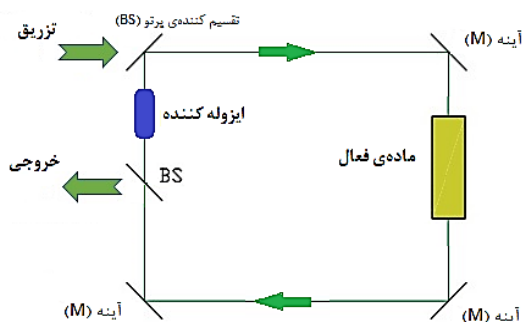 تقسیم کننده‌ی پرتو (BS)
تزریق
آینه (M)
ایزوله کننده
ماده‌ی فعال
خروجی
BS
آینه (M)
آینه (M)